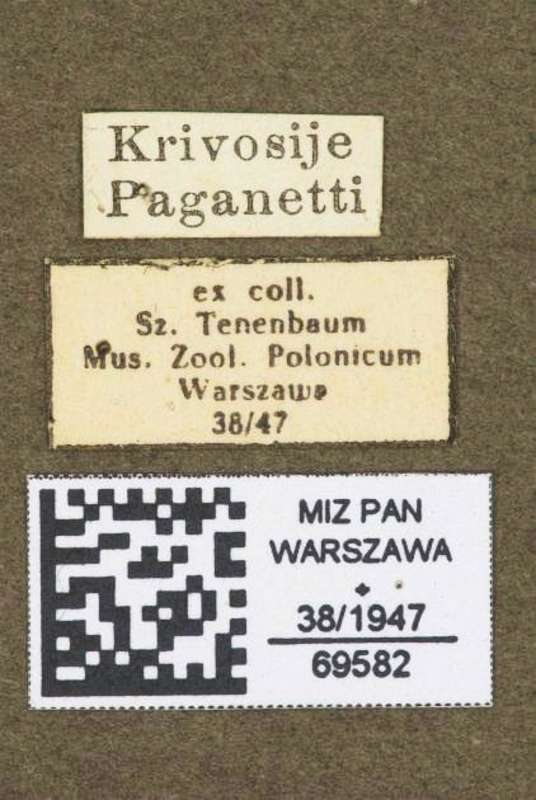 Krivosije
Paganetti
ex coll.
Sz. Tenenbaum
Mus. Zool. Polonicum
Warszawa
38/47
MIZ PAN
WARSZAWA
38/1947
69582